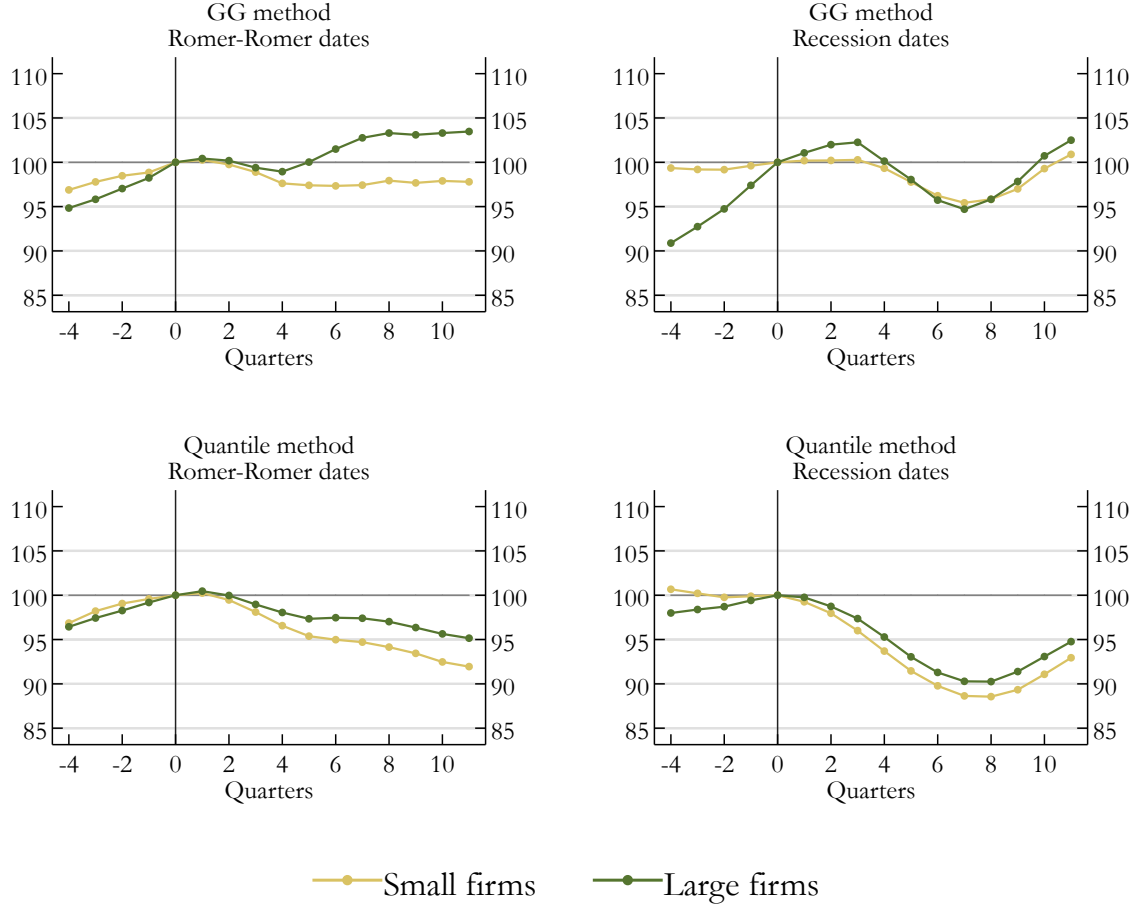 GG method
Romer-Romer dates
110 110
105 105
100 100
95 95
90 90
85 85
-4 -2 0 2 4 6 8 10
Quarters
GG method
Recession dates
110 110
105 105
100 100
95 95
90 90
85 85
-4 -2 0 2 4 6 8 10
Quarters
Quantile method
Romer-Romer dates
110 110
105 105
100 100
95 95
90 90
85 85
-4 -2 0 2 4 6 8 10
Quarters
Quantile method
Recession dates
110 110
105 105
100 100
95 95
90 90
85 85
-4 -2 0 2 4 6 8 10
Quarters
Small firms Large firms